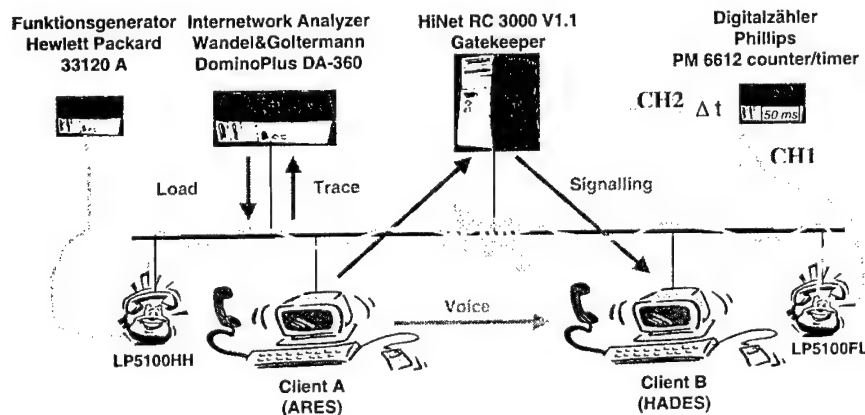 Funktionsgenerator
Hewlett Packard
33120 A
Internetwork Analyzer
Wandel&Goltermann
DominoPlus DA-360
HiNet RC 3000 V1.1
Gatekeeper
Digitalzähler
Phillips
PM 6612 counter/timer
CH2 Δ t
50 ms
CH1
Load
Trace
Signalling
Voice
LP5100HH
LP5100FL
Client A
(ARES)
Client B
(HADES)